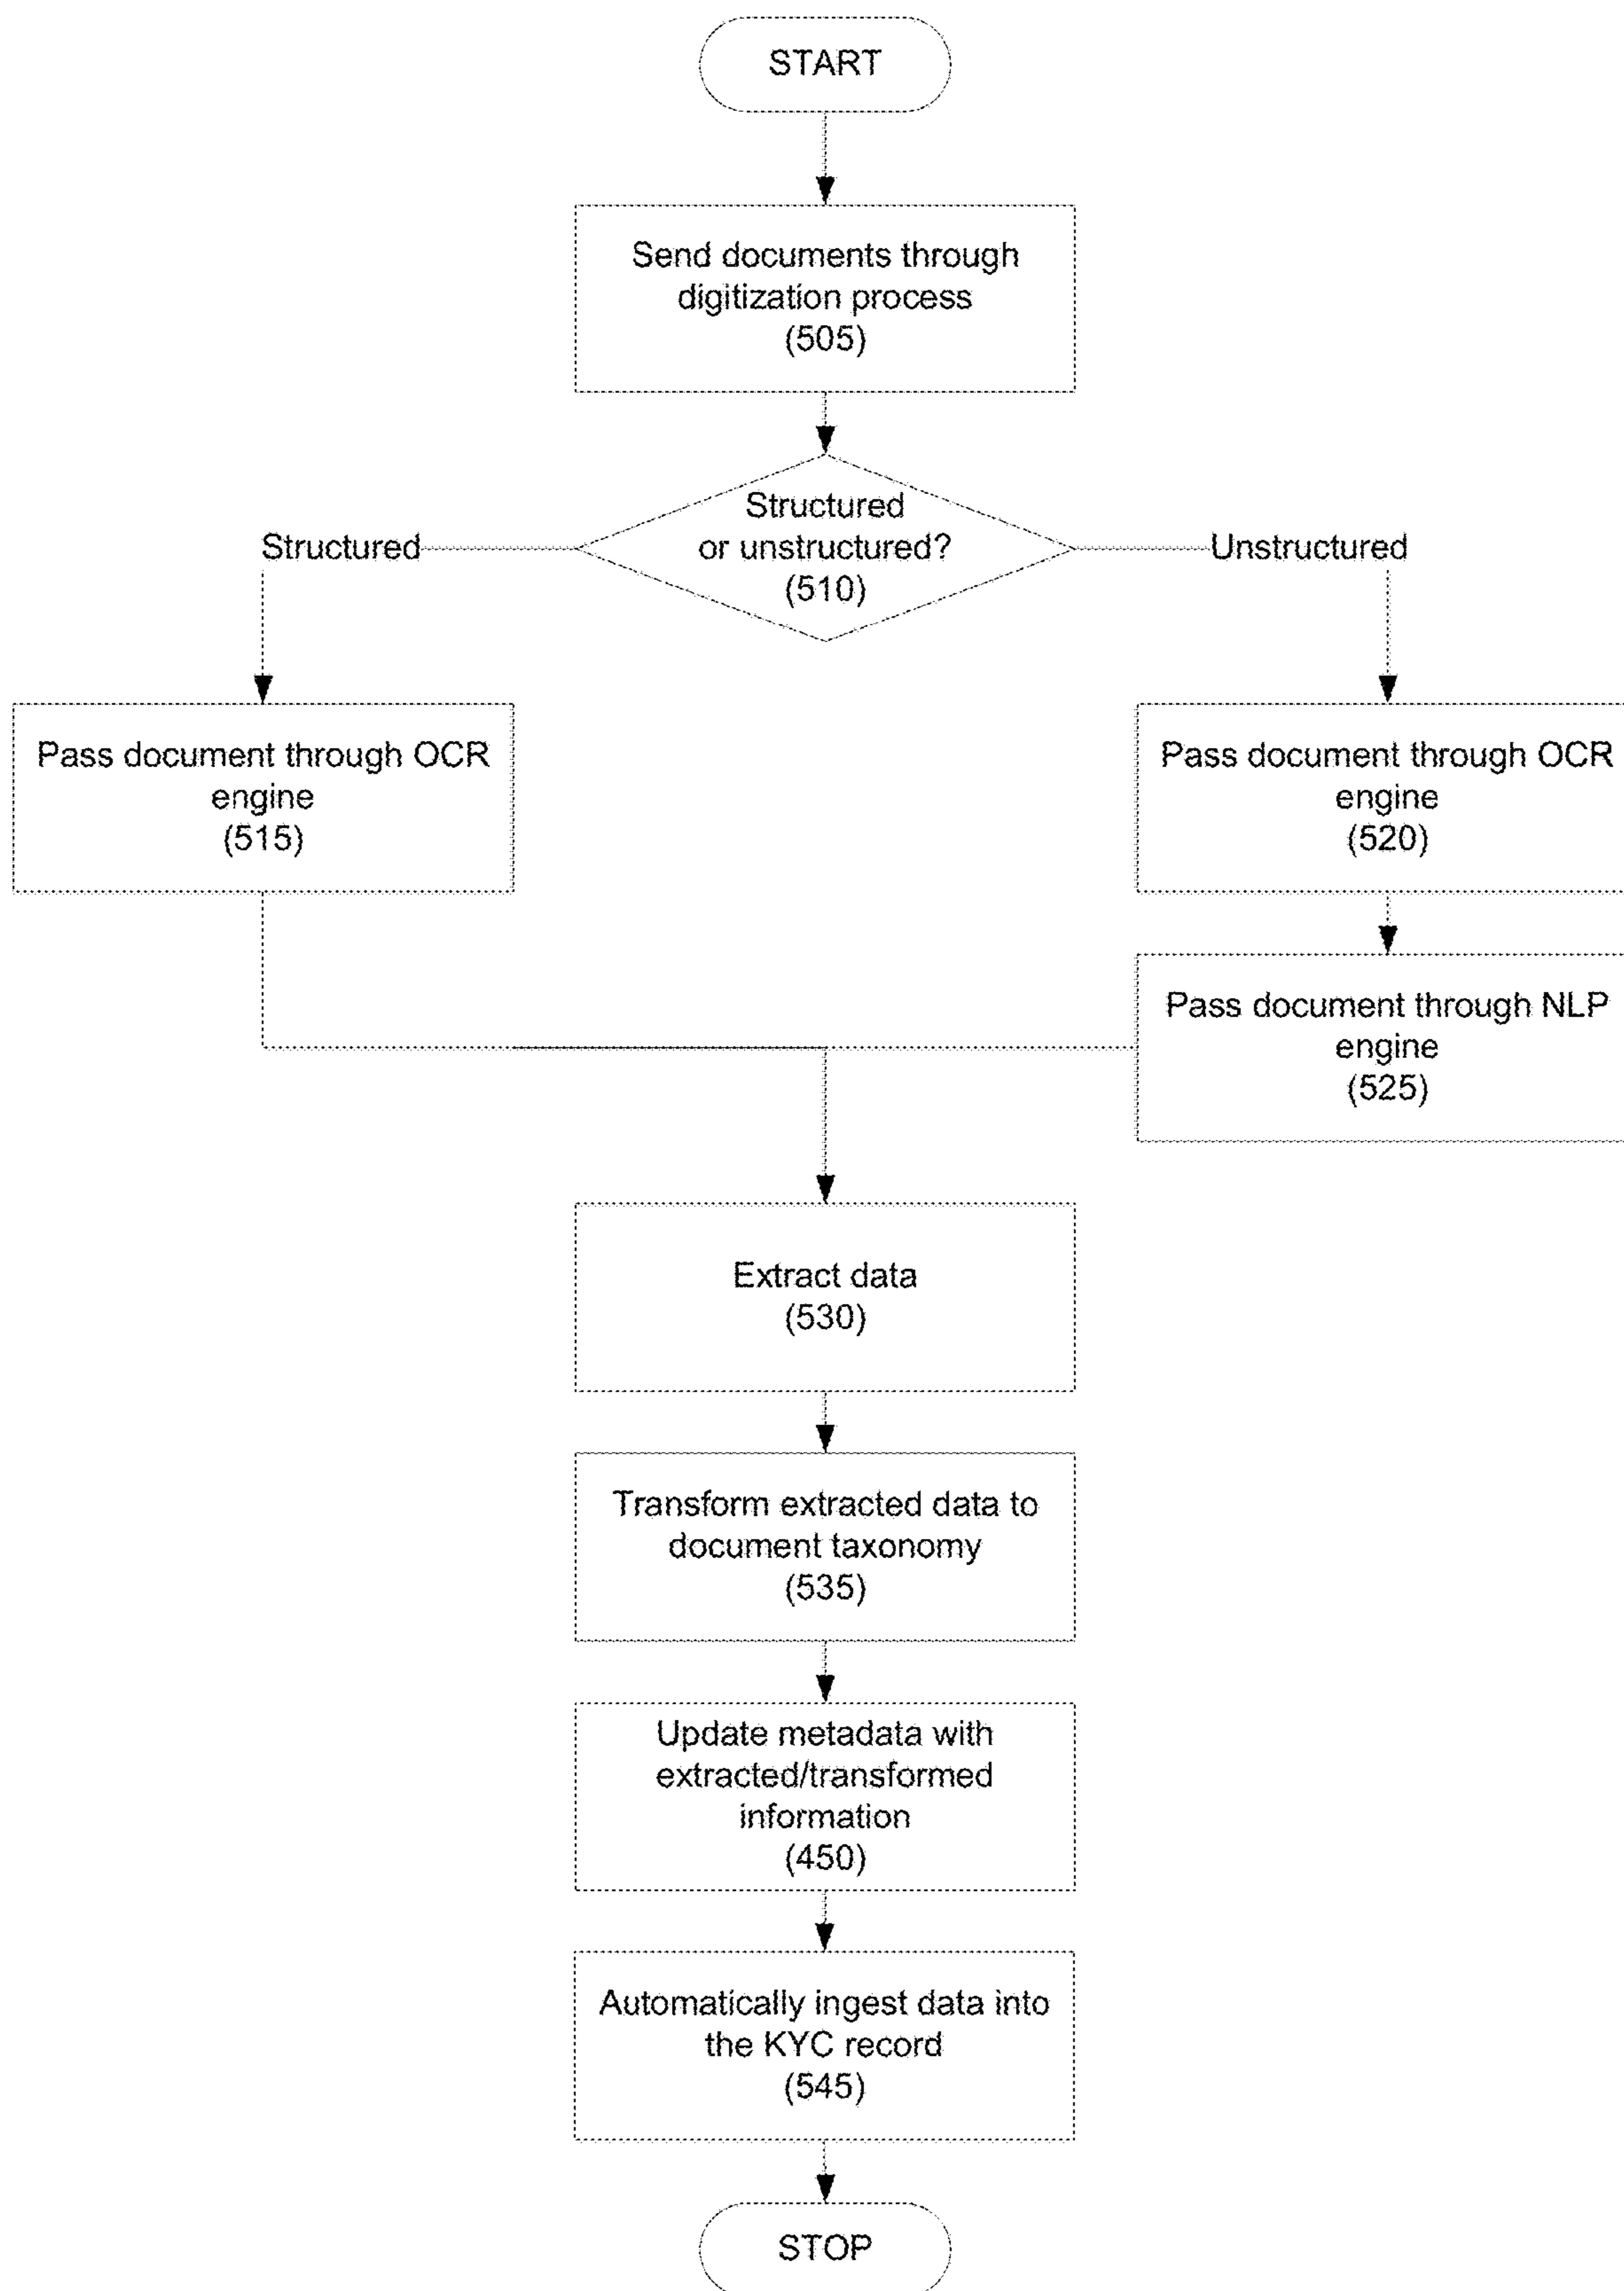 START
Send documents through
digitization process
(505)
Structured
or unstructured?
(510)
Structured
Unstructured
Pass document through OCR
engine
(515)
Pass document through OCR
engine
(520)
Pass document through NLP
engine
(525)
Extract data
(530)
Transform extracted data to
document taxonomy
(535)
Update metadata with
extracted/transformed
information
(450)
Automatically ingest data into
the KYC record
(545)
STOP